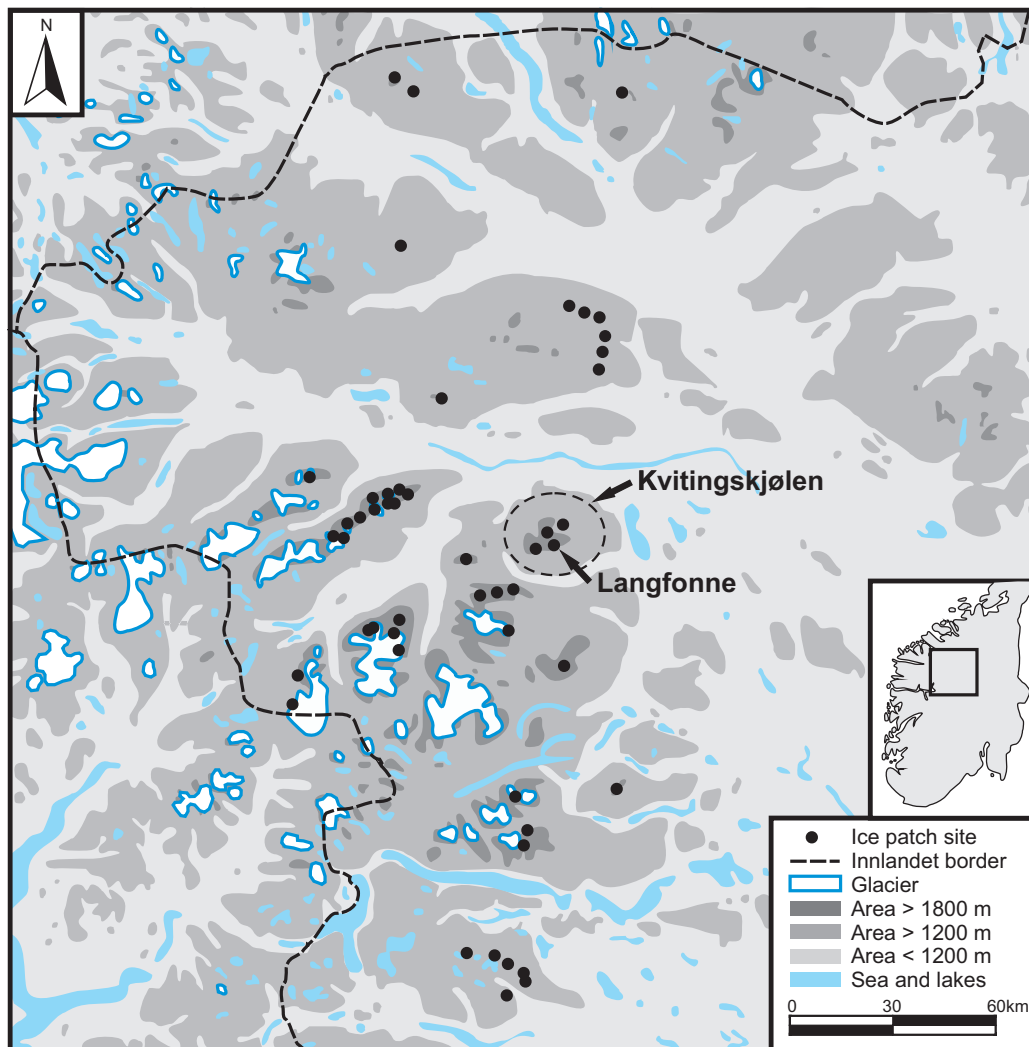 N
Kvitingskjølen
Langfonne
Ice patch site
Innlandet border
Glacier
Area > 1800 m
Area > 1200 m
Area < 1200 m
Sea and lakes
0 30 60km